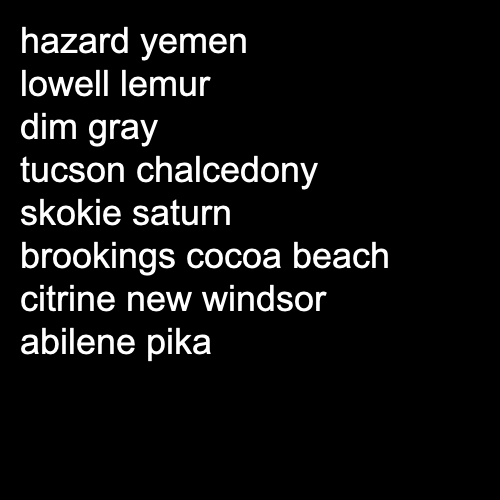 hazard yemen
lowell lemur
dim gray
tucson chalcedony
skokie saturn
brookings cocoa beach
citrine new windsor
abilene pika